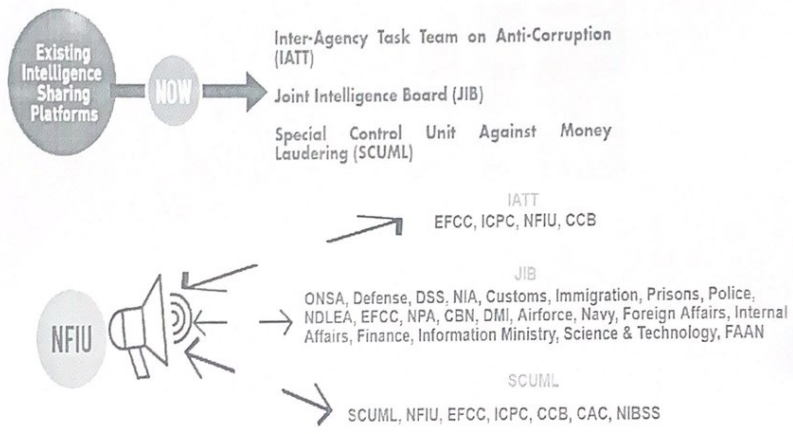 Existing
Intelligence
Sharing
Platforms
NOW
Inter-Agency Task Team on Anti-Corruption
(IATT)
Joint Intelligence Board (JIB)
Special Control Unit Against Money
Laudering (SCUML)
IATT
EFCC, ICPC, NFIU, CCB
NFIU
JIB
ONSA, Defense, DSS, NIA, Customs, Immigration, Prisons, Police,
NDLEA, EFCC, NPA, CBN, DMI, Airforce, Navy, Foreign Affairs, Internal
Affairs, Finance, Information Ministry, Science & Technology, FAAN
SCUML
SCUML, NFIU, EFCC, ICPC, CCB, CAC, NIBSS